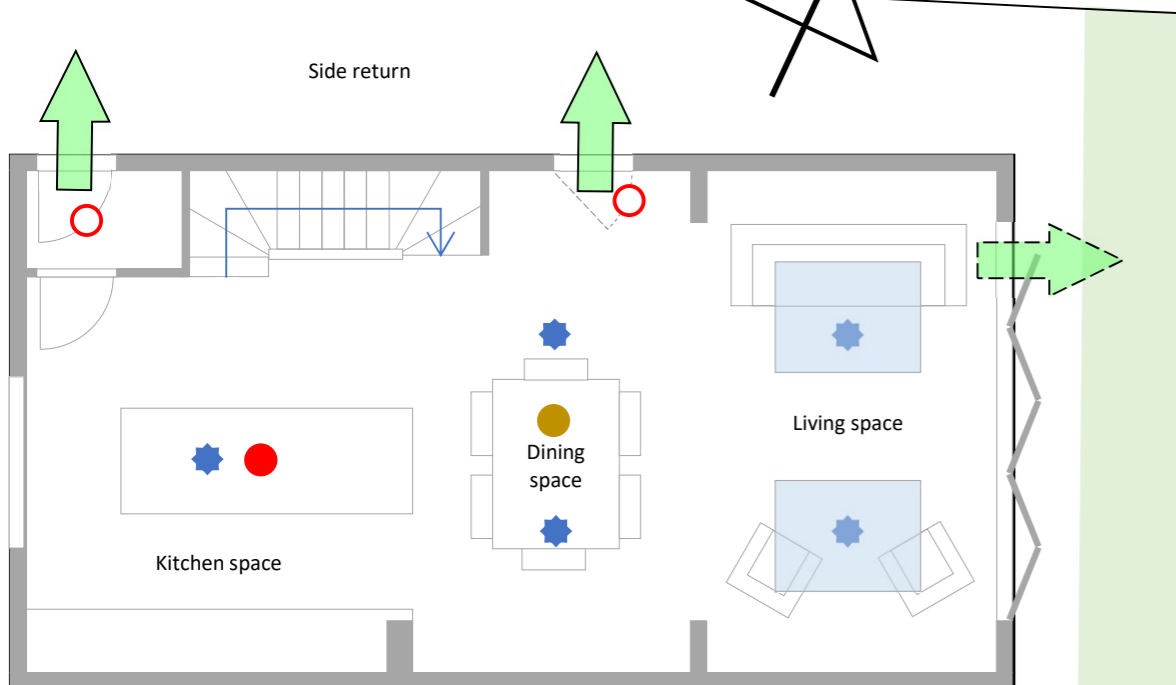 Side return
Living space
Dining
space
Kitchen space